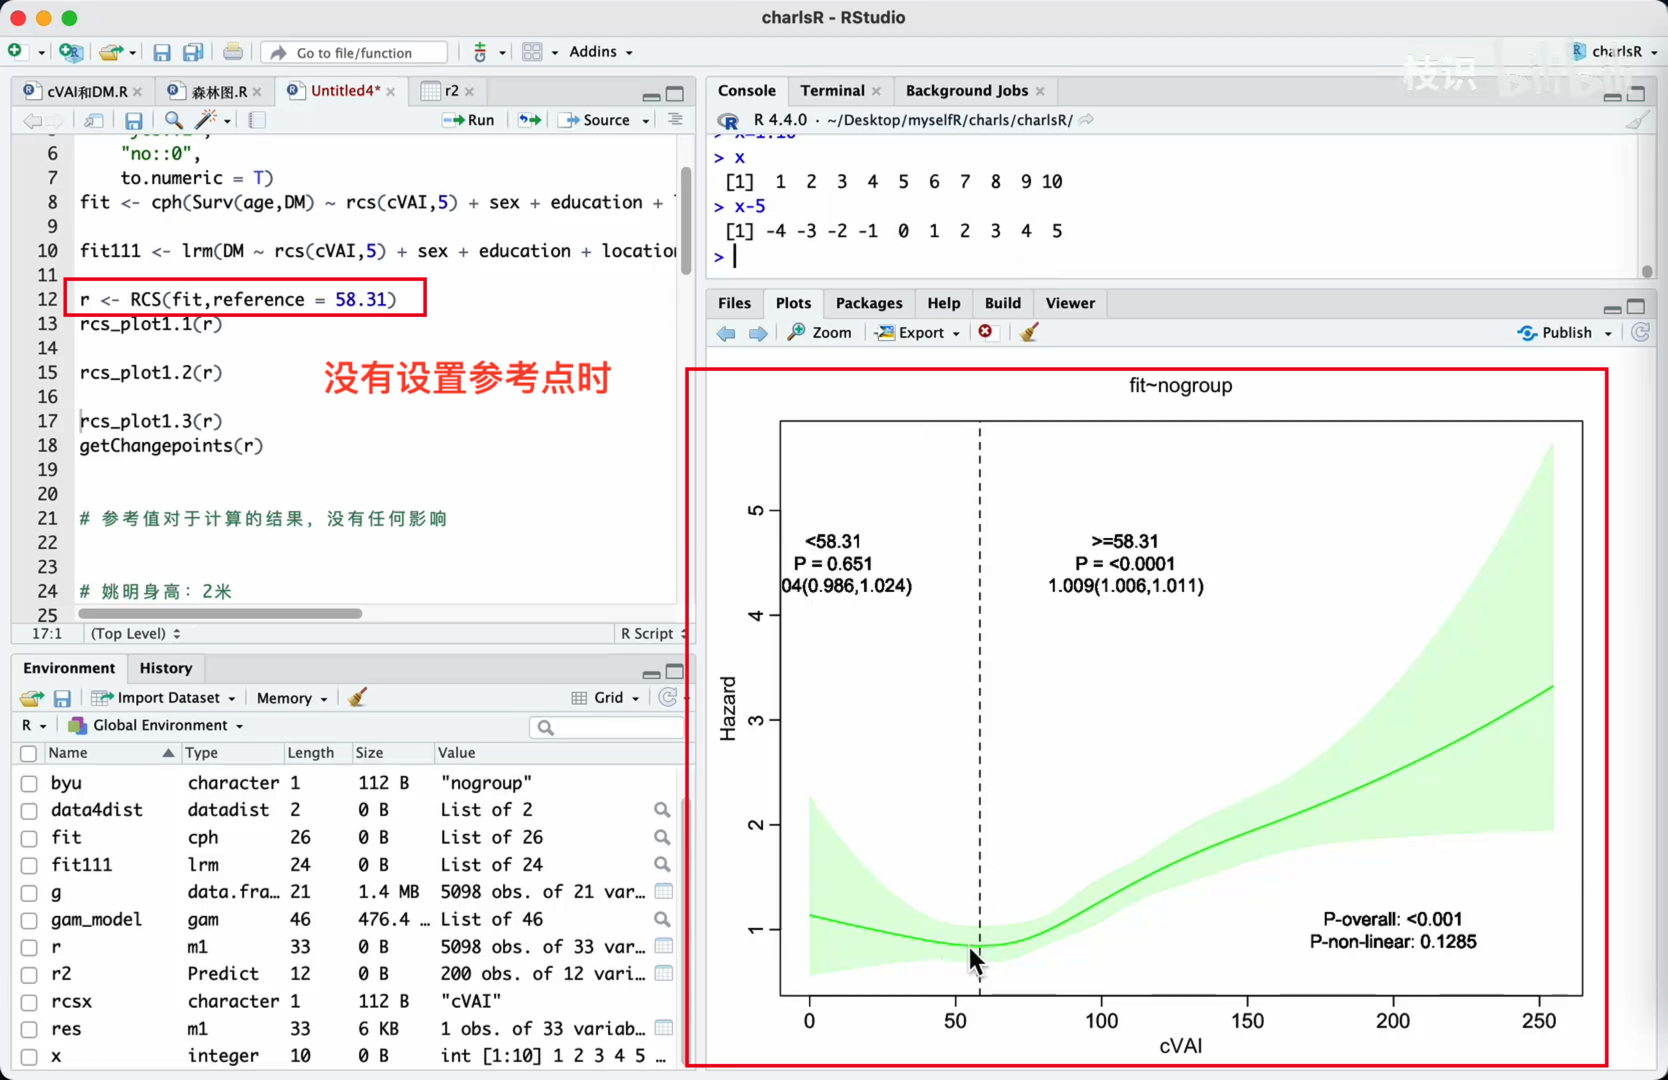 charlsR - RStudio
Go to file/function
Addins
charlsR
枝识 bilibili
cVAI和DM.R
森林图.R
Untitled4*
r2
Run
Source
6 "no::0",
7 to.numeric = T)
8 fit <- cph(Surv(age,DM) ~ rcs(cVAI,5) + sex + education +
9
10 fit111 <- lrm(DM ~ rcs(cVAI,5) + sex + education + location
11
12 r <- RCS(fit,reference = 58.31)
13 rcs_plot1.1(r)
14
15 rcs_plot1.2(r)
没有设置参考点时
16
17 rcs_plot1.3(r)
18 getChangepoints(r)
19
20
21 # 参考值对于计算的结果，没有任何影响
22
23
24 # 姚明身高：2米
25
17:1 (Top Level) R Script
Console Terminal Background Jobs
R 4.4.0 · ~/Desktop/myselfR/charls/charlsR/
> x=1:10
> x
[1] 1 2 3 4 5 6 7 8 9 10
> x-5
[1] -4 -3 -2 -1 0 1 2 3 4 5
>
Environment History
Import Dataset Memory Grid
R Global Environment
Name Type Length Size Value
byu character 1 112 B "nogroup"
data4dist datadist 2 0 B List of 2
fit cph 26 0 B List of 26
fit111 lrm 24 0 B List of 24
g data.fra… 21 1.4 MB 5098 obs. of 21 var…
gam_model gam 46 476.4 … List of 46
r m1 33 0 B 5098 obs. of 33 var…
r2 Predict 12 0 B 200 obs. of 12 vari…
rcsx character 1 112 B "cVAI"
res m1 33 6 KB 1 obs. of 33 variab…
x integer 10 0 B int [1:10] 1 2 3 4 5 …
Files Plots Packages Help Build Viewer
Zoom Export Publish
fit~nogroup
<58.31
P = 0.651
04(0.986,1.024)
>=58.31
P = <0.0001
1.009(1.006,1.011)
Hazard
5
4
3
2
1
P-overall: <0.001
P-non-linear: 0.1285
0 50 100 150 200 250
cVAI